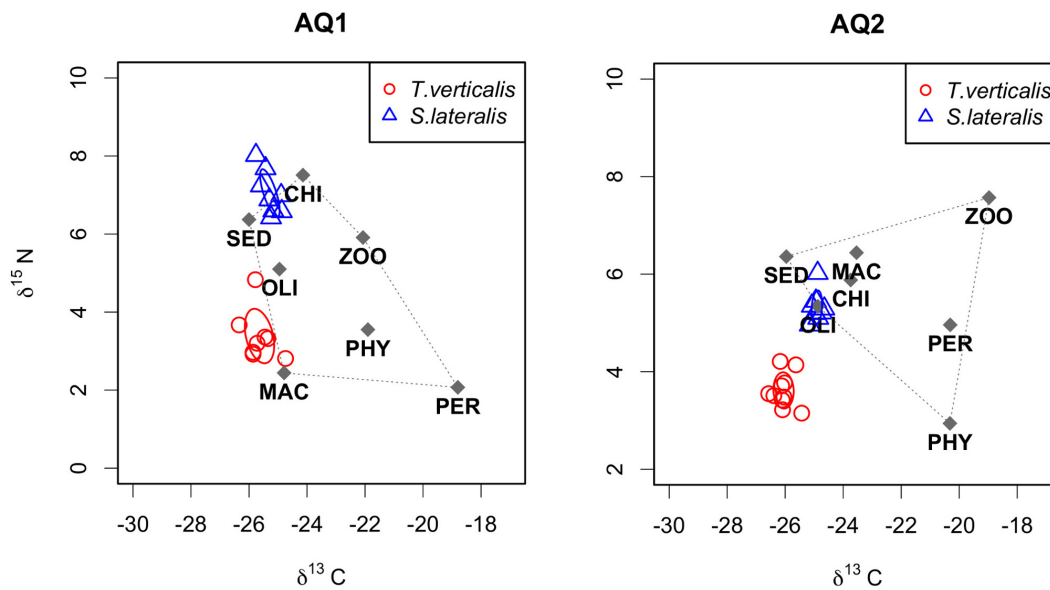 AQ1
AQ2
T.verticalis
S.lateralis
T.verticalis
S.lateralis
δ15 N
10
8
6
4
2
0
CHI
SED
ZOO
OLI
PHY
MAC
PER
-30 -28 -26 -24 -22 -20 -18
δ13 C
10
8
6
4
2
ZOO
SED
MAC
CHI
OLI
PER
PHY
-30 -28 -26 -24 -22 -20 -18
δ13 C